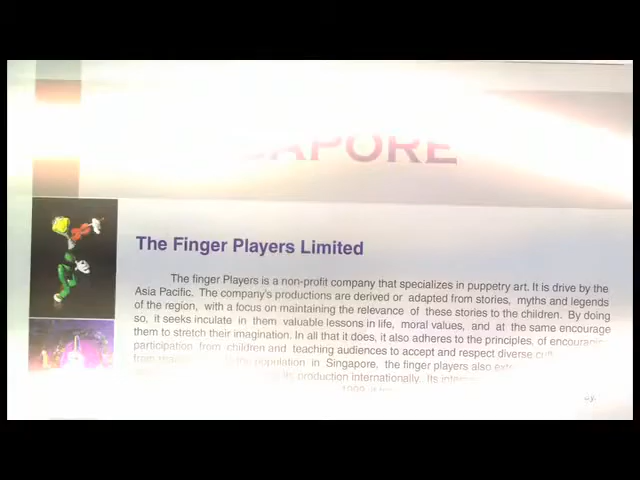 APORE
The Finger Players Limited
The finger Players is a non-profit company that specializes in puppetry art. It is drive by the
Asia Pacific. The company's productions are derived or adapted from stories, myths and legends
of the region, with a focus on maintaining the relevance of these stories to the children. By doing
so, it seeks inculate in them valuable lessons in life, moral values, and at the same encourage
them to stretch their imagination. In all that it does, it also adheres to the principles, of encouraging
participation from children and teaching audiences to accept and respect diverse
from population in Singapore, the finger players also
production internationally. Its